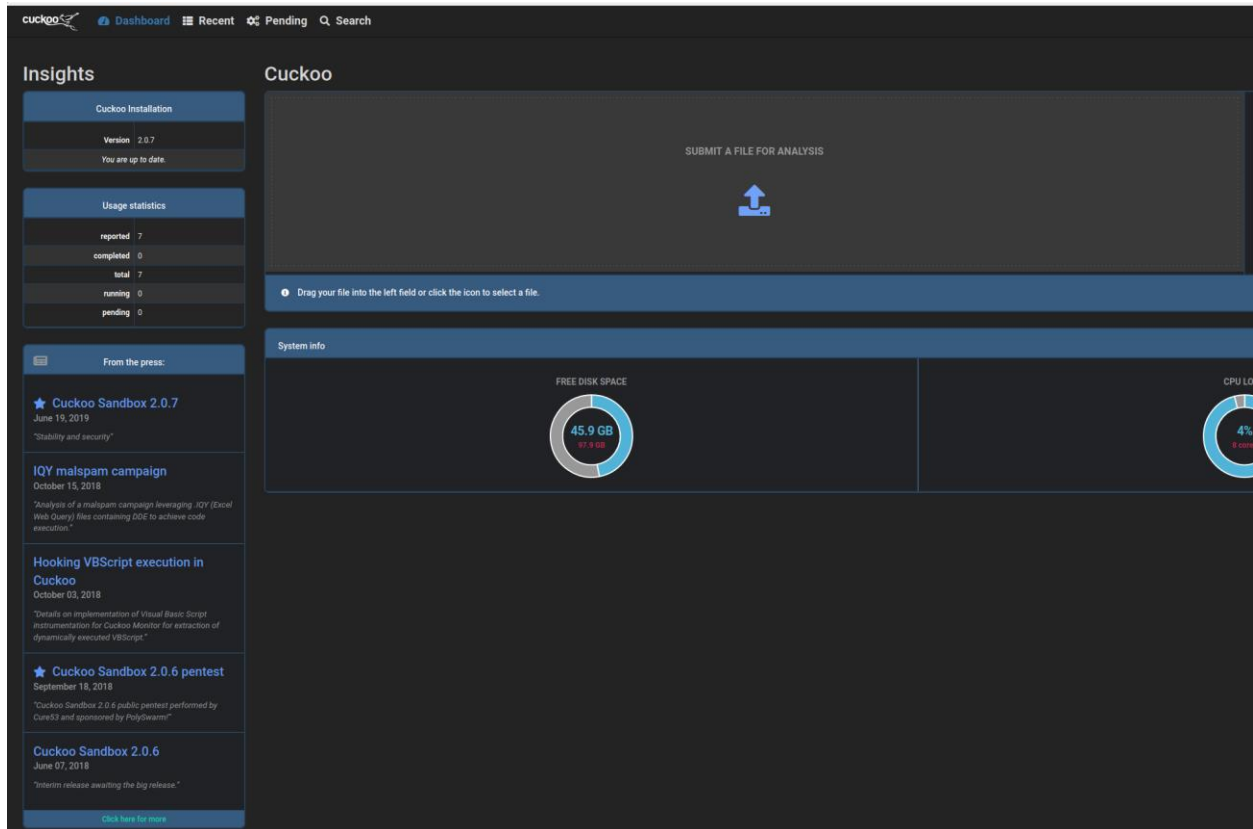 cuckoo Dashboard Recent Pending Search
Insights
Cuckoo Installation
Version 2.0.7
You are up to date.
Usage statistics
reported 7
completed 0
total 7
running 0
pending 0
From the press:
Cuckoo Sandbox 2.0.7
June 19, 2019
"Stability and security"
IQY malspam campaign
October 15, 2018
"Analysis of a malspam campaign leveraging .IQY (Excel
Web Query) files containing DDE to achieve code
execution."
Hooking VBScript execution in
Cuckoo
October 03, 2018
"Details on implementation of Visual Basic Script
instrumentation for Cuckoo Monitor for extraction of
dynamically executed VBScript."
Cuckoo Sandbox 2.0.6 pentest
September 18, 2018
"Cuckoo Sandbox 2.0.6 public pentest performed by
Cure53 and sponsored by PolySwarm!"
Cuckoo Sandbox 2.0.6
June 07, 2018
"Interim release awaiting the big release."
Click here for more
Cuckoo
SUBMIT A FILE FOR ANALYSIS
Drag your file into the left field or click the icon to select a file.
System info
FREE DISK SPACE
45.9 GB
97.9 GB
CPU LO
4%
8 core